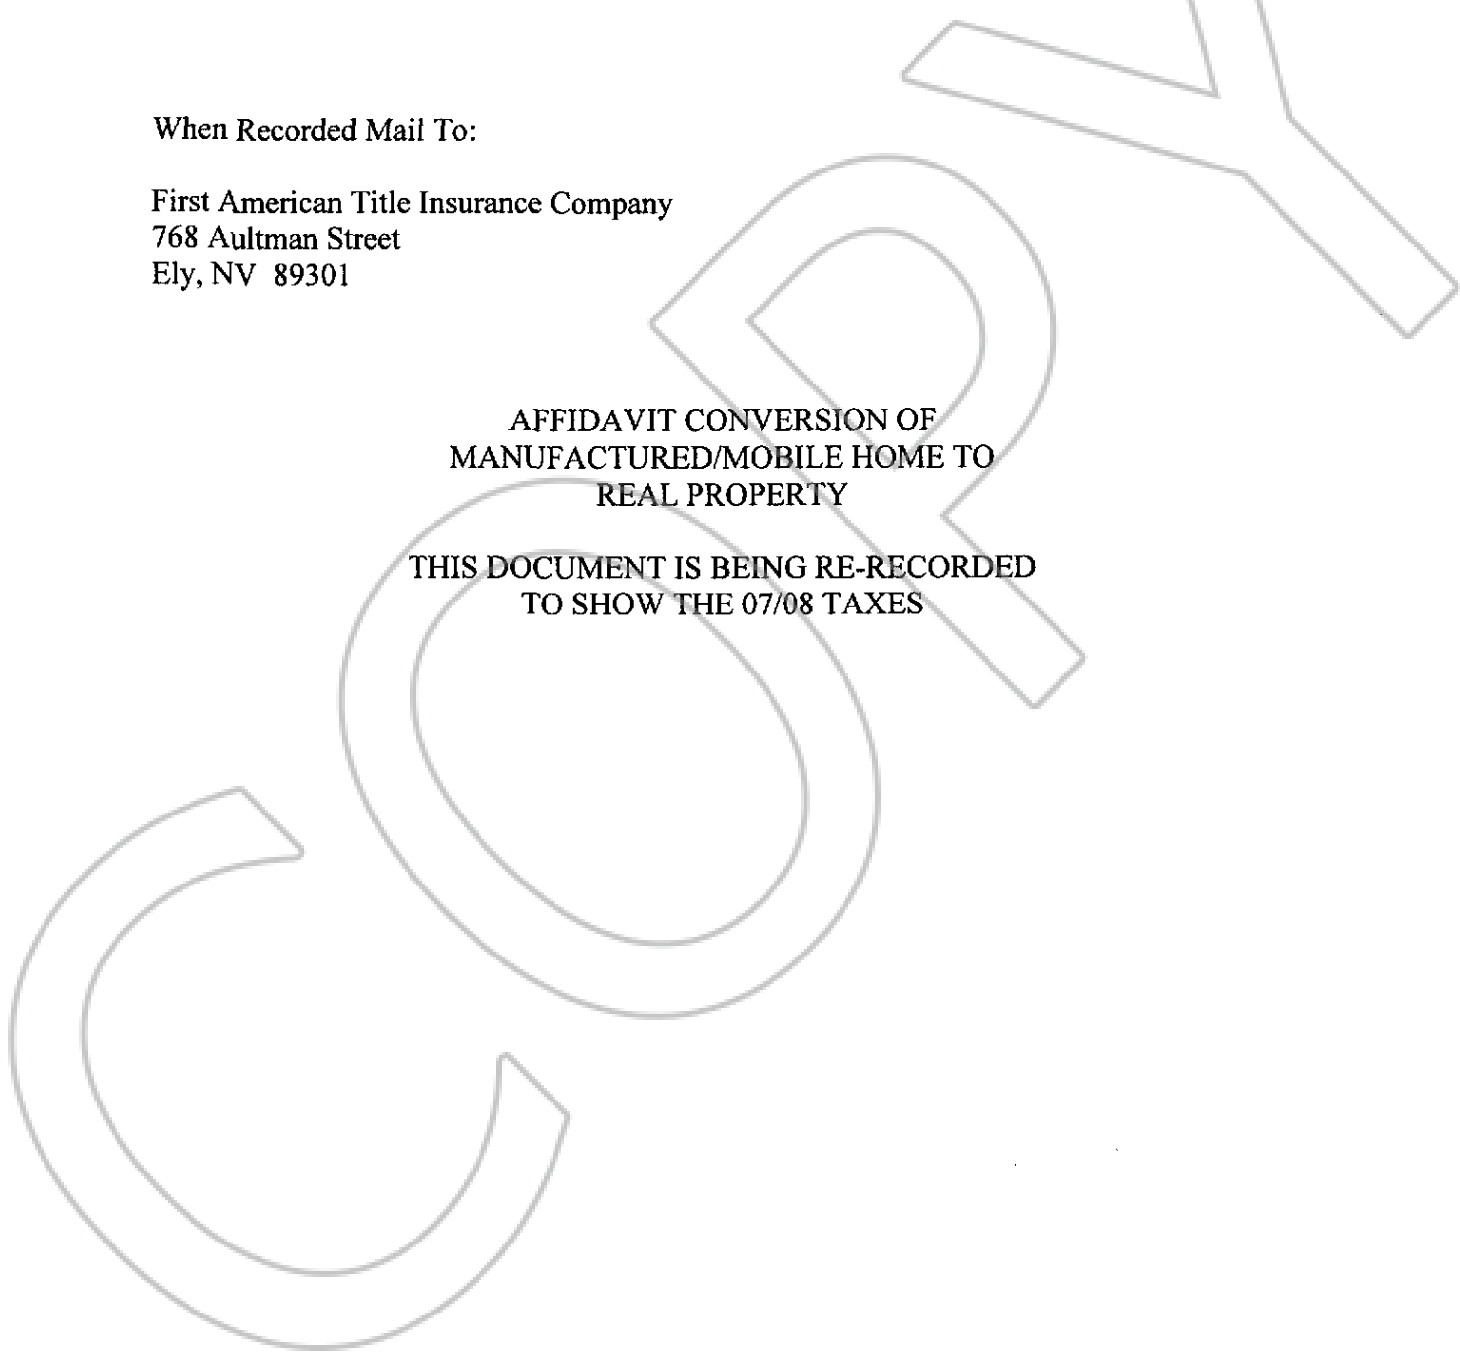 When Recorded Mail To:
First American Title Insurance Company
768 Aultman Street
Ely, NV 89301
AFFIDAVIT CONVERSION OF
MANUFACTURED/MOBILE HOME TO
REAL PROPERTY
THIS DOCUMENT IS BEING RE-RECORDED
TO SHOW THE 07/08 TAXES
COPY